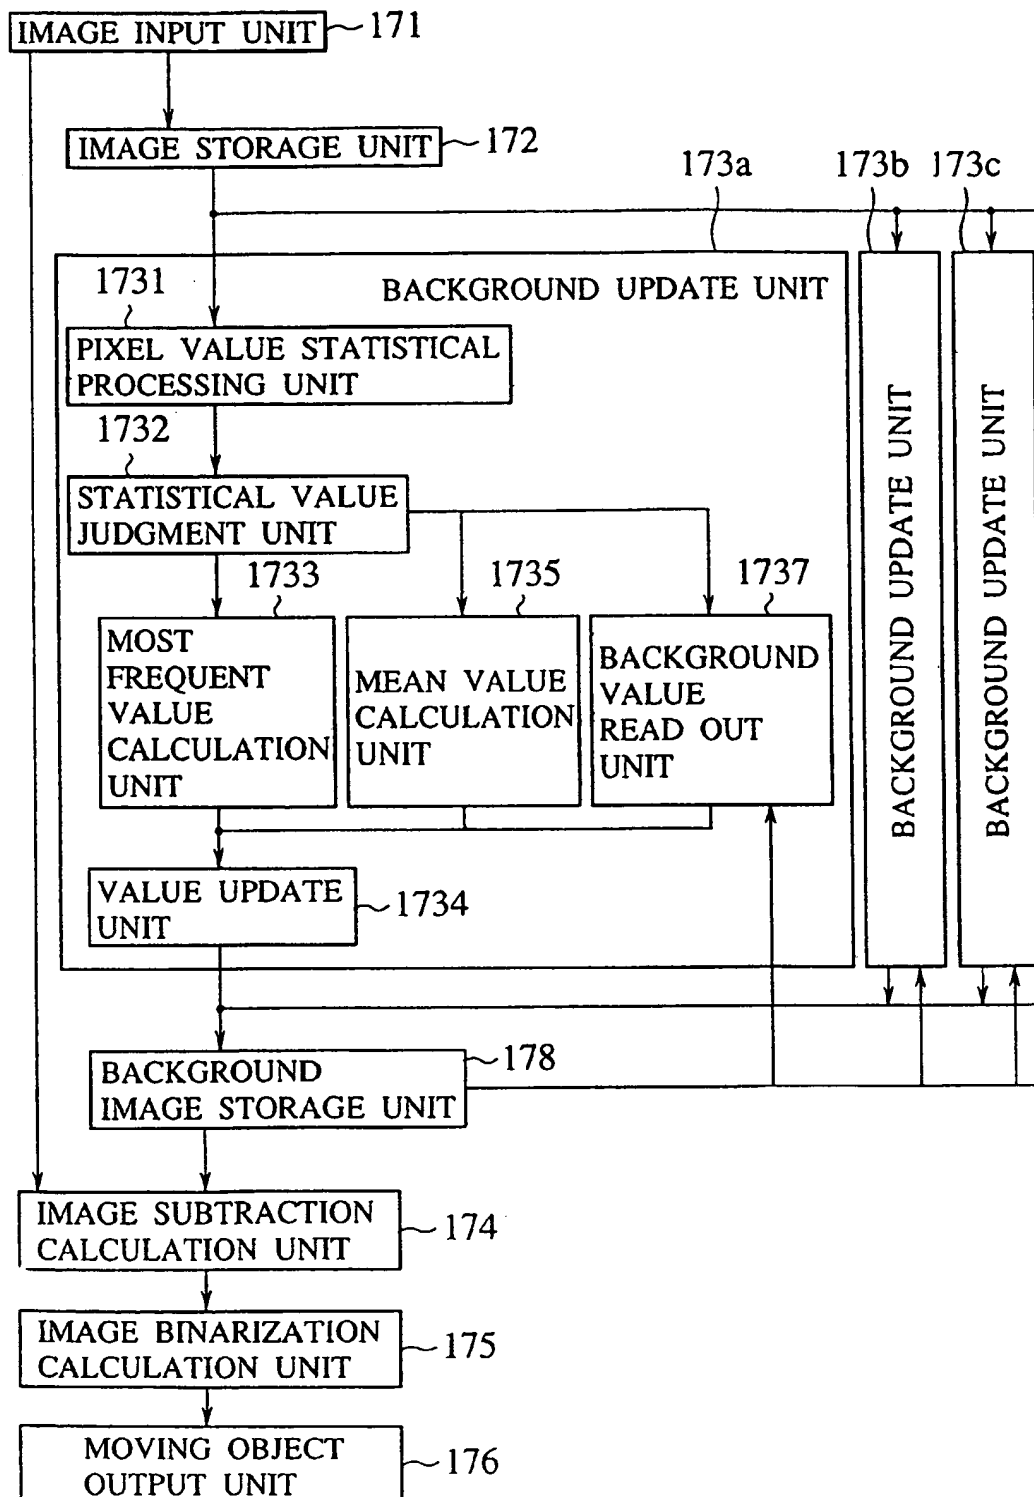 IMAGE INPUT UNIT
171
IMAGE STORAGE UNIT
172
173a
173b
173c
BACKGROUND UPDATE UNIT
1731
PIXEL VALUE STATISTICAL
PROCESSING UNIT
1732
STATISTICAL VALUE
JUDGMENT UNIT
1733
MOST
FREQUENT
VALUE
CALCULATION
UNIT
1735
MEAN VALUE
CALCULATION
UNIT
1737
BACKGROUND
VALUE
READ OUT
UNIT
VALUE UPDATE
UNIT
1734
BACKGROUND UPDATE UNIT
BACKGROUND UPDATE UNIT
BACKGROUND
IMAGE STORAGE UNIT
178
IMAGE SUBTRACTION
CALCULATION UNIT
174
IMAGE BINARIZATION
CALCULATION UNIT
175
MOVING OBJECT
OUTPUT UNIT
176